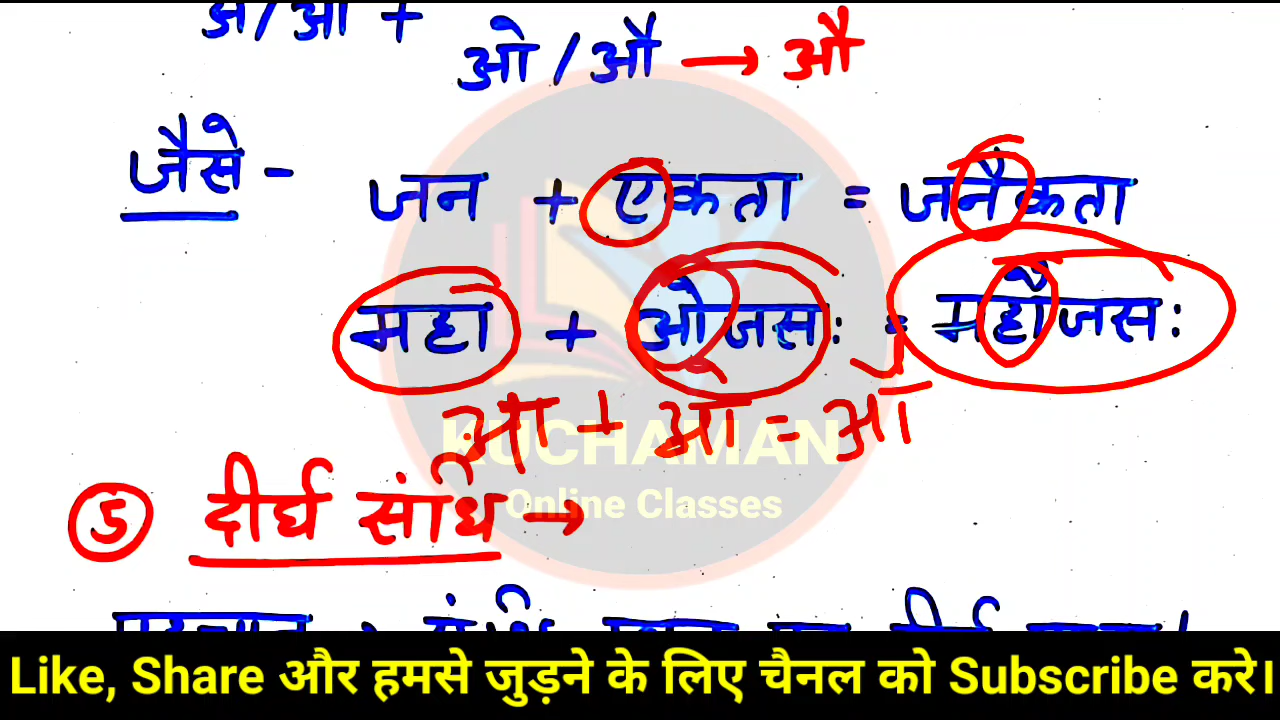 अ/आ +
ओ/औ → औ
जैसे - जन + एकता = जनैकता
महा + ओजसः = महौजसः
आ + ओ = औ
KUCHAMAN
Online Classes
5 दीर्घ संधि →
Like, Share और हमसे जुड़ने के लिए चैनल को Subscribe करे।